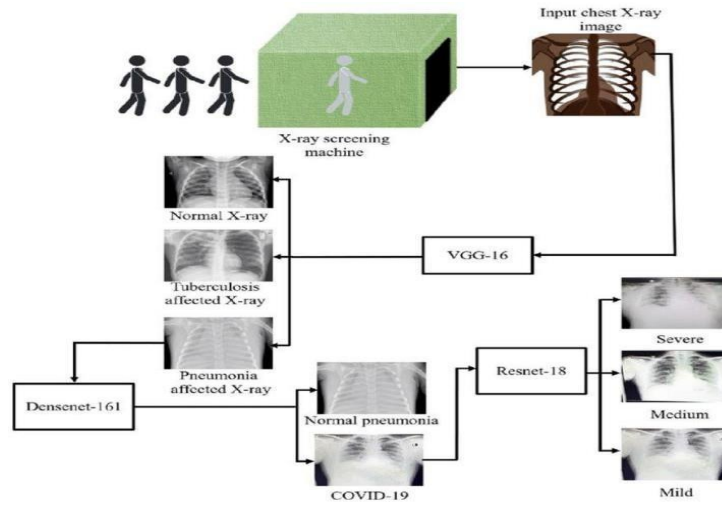 Input chest X-ray
image
X-ray screening
machine
Normal X-ray
VGG-16
Tuberculosis
affected X-ray
Severe
Pneumonia
affected X-ray
Resnet-18
Densenet-161
Normal pneumonia
Medium
COVID-19
Mild